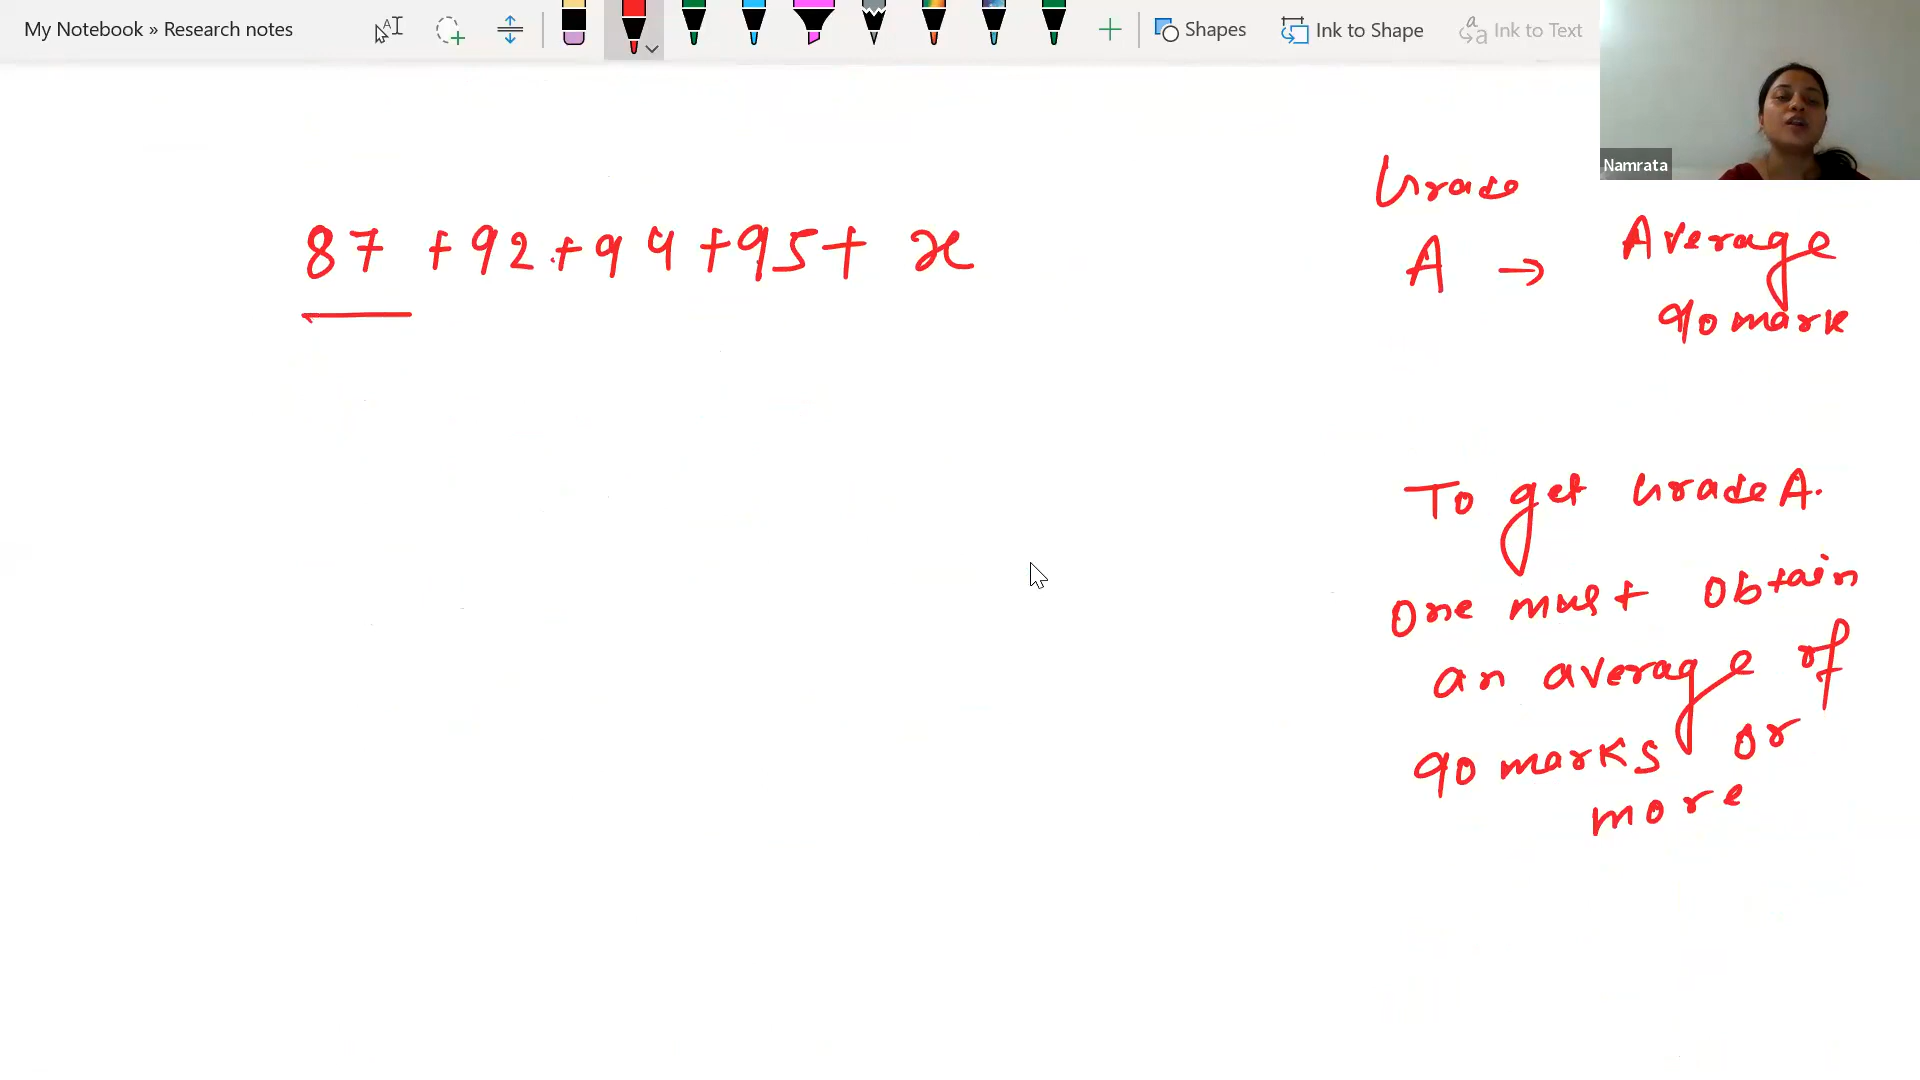 My Notebook » Research notes
Shapes
Ink to Shape
Ink to Text
Namrata
87 + 92 + 94 + 95 + x
Grade
A → Average
90 mark
To get Grade A.
One must obtain
an average of
90 marks or
more